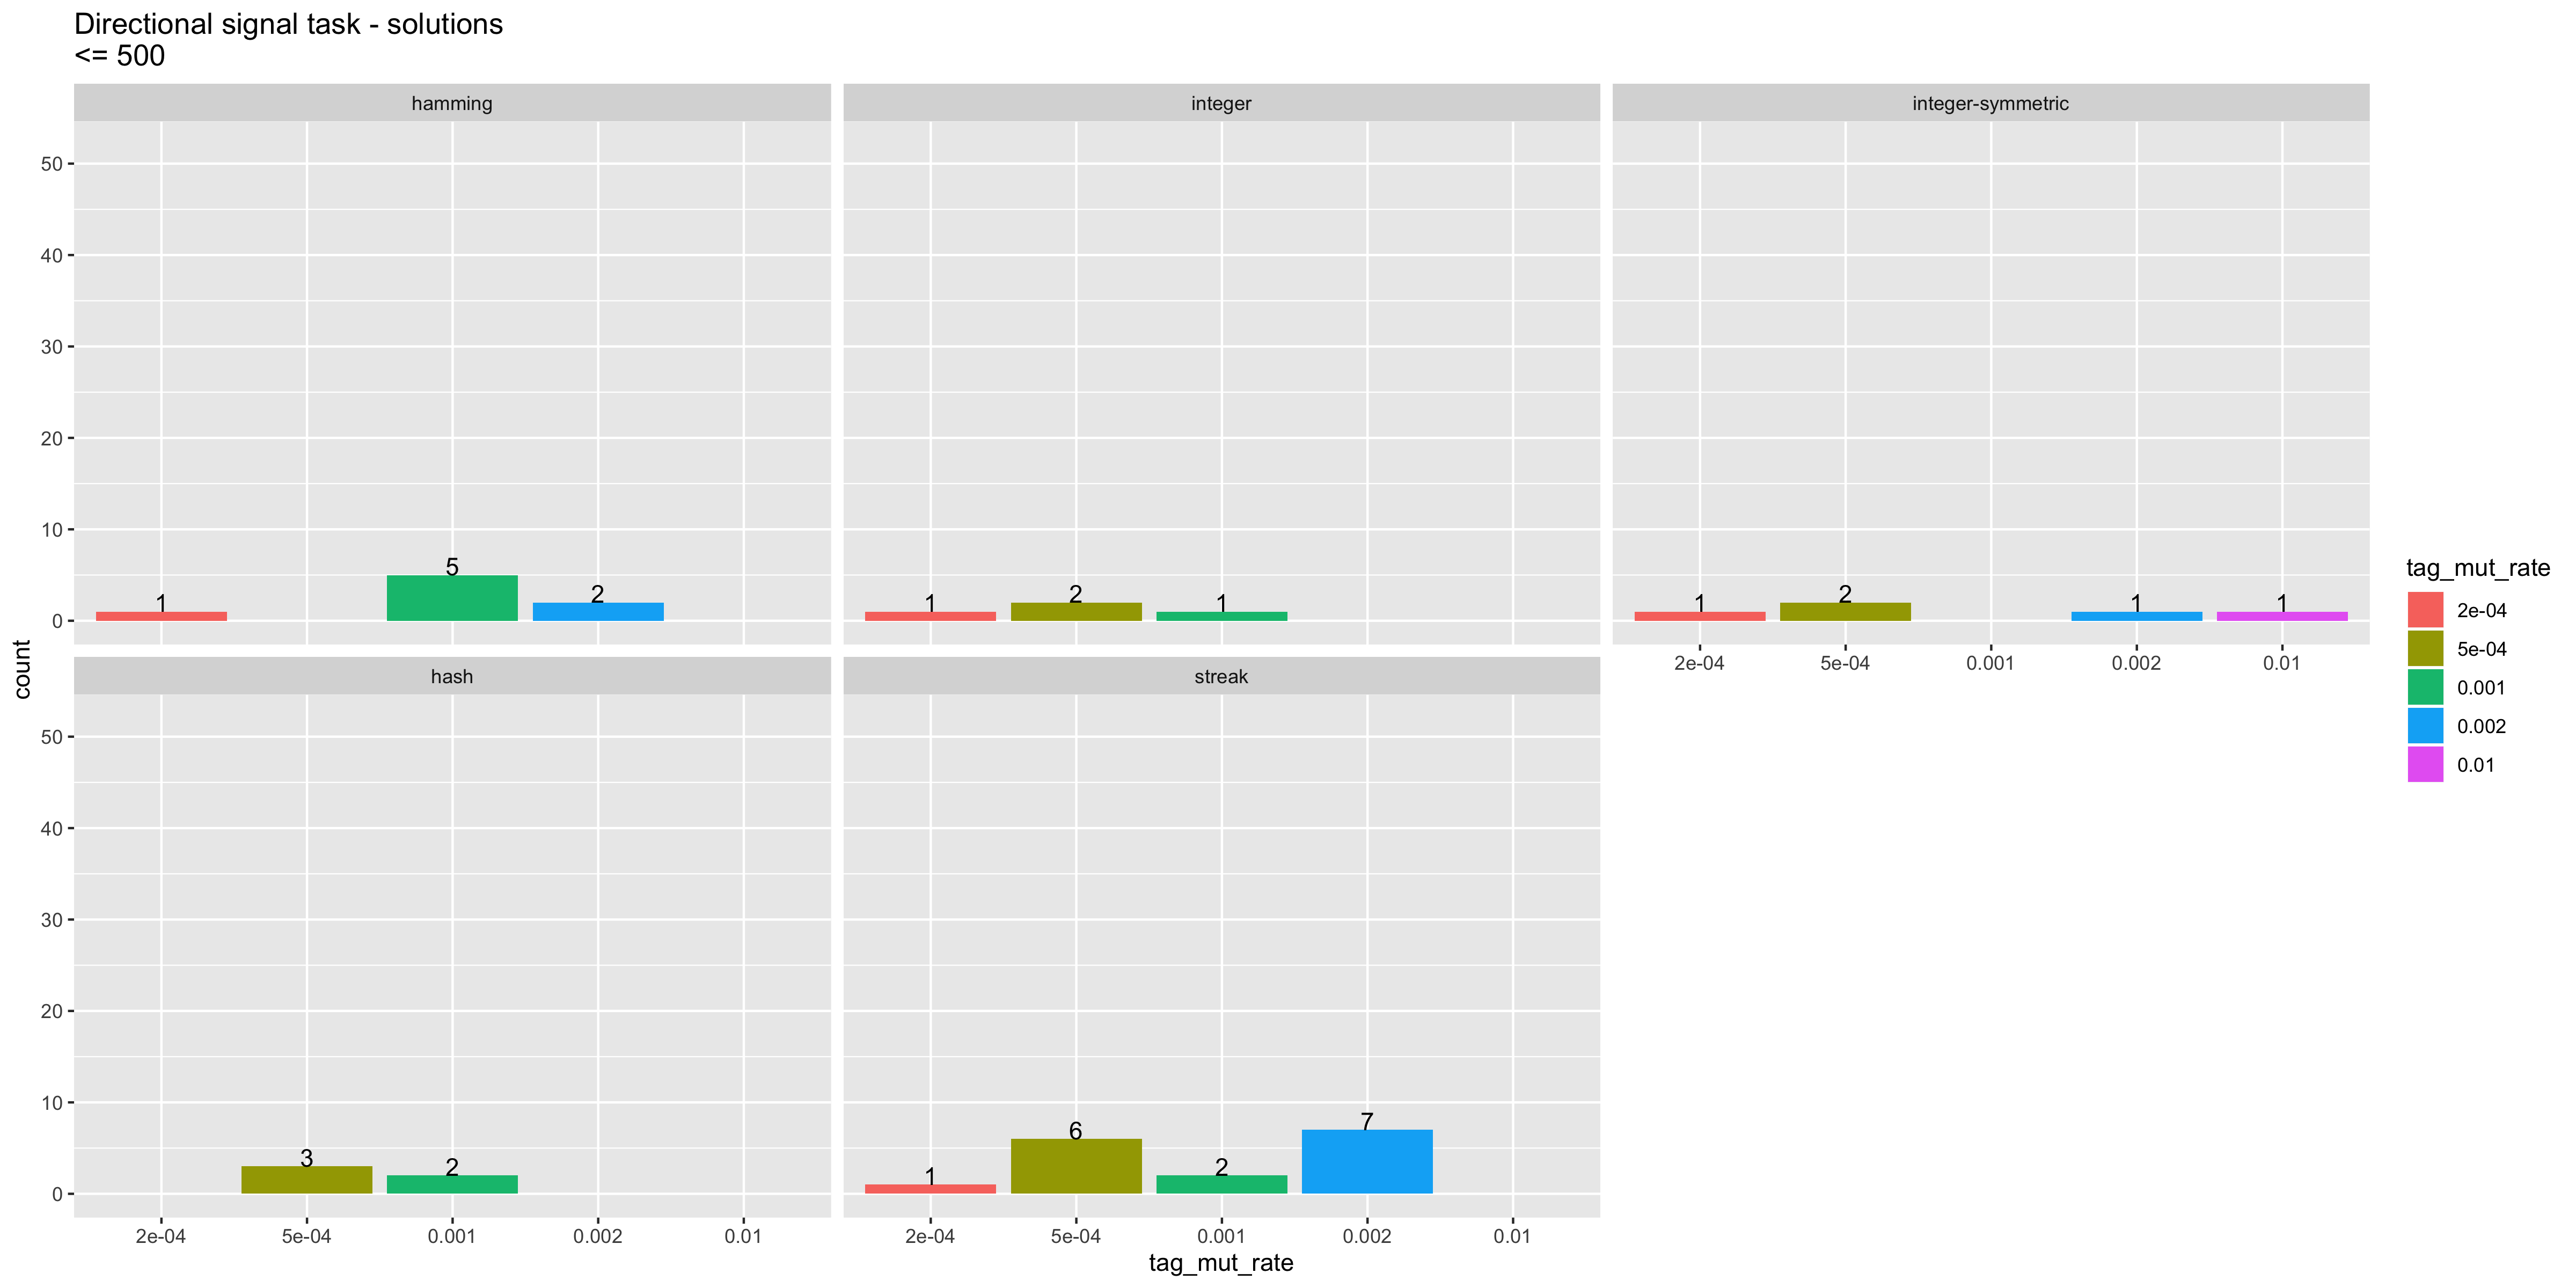 Directional signal task - solutions
<= 500
hamming
integer
integer-symmetric
50
40
30
20
10
0
1
5
2
1
2
1
1
2
1
1
2e-04
5e-04
0.001
0.002
0.01
count
hash
streak
50
40
30
20
10
0
3
2
1
6
2
7
2e-04
5e-04
0.001
0.002
0.01
2e-04
5e-04
0.001
0.002
0.01
tag_mut_rate
tag_mut_rate
2e-04
5e-04
0.001
0.002
0.01